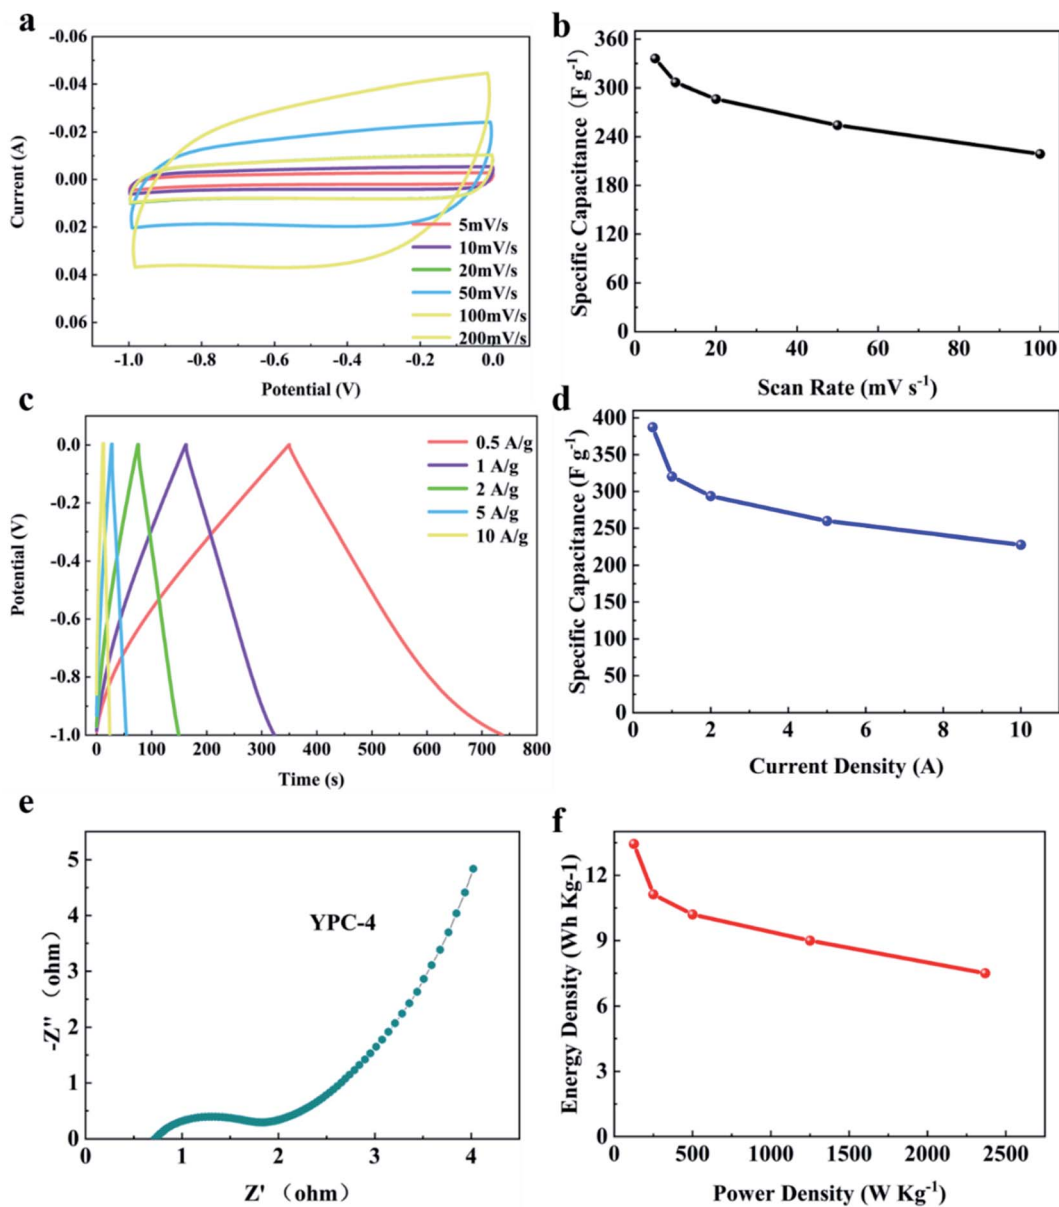 a
-0.06
-0.04
-0.02
0.00
0.02
0.04
0.06
Current (A)
5mV/s
10mV/s
20mV/s
50mV/s
100mV/s
200mV/s
-1.0
-0.8
-0.6
-0.4
-0.2
0.0
Potential (V)
b
360
300
240
180
120
60
0
Specific Capacitance (F g⁻¹)
0
20
40
60
80
100
Scan Rate (mV s⁻¹)
c
0.0
-0.2
-0.4
-0.6
-0.8
-1.0
Potential (V)
0.5 A/g
1 A/g
2 A/g
5 A/g
10 A/g
0
100
200
300
400
500
600
700
800
Time (s)
d
400
350
300
250
200
150
100
50
0
Specific Capacitance (F g⁻¹)
0
2
4
6
8
10
Current Density (A)
e
5
4
3
2
1
0
-Z'' (ohm)
YPC-4
0
1
2
3
4
Z' (ohm)
f
12
9
6
3
0
Energy Density (Wh Kg-1)
0
500
1000
1500
2000
2500
Power Density (W Kg⁻¹)